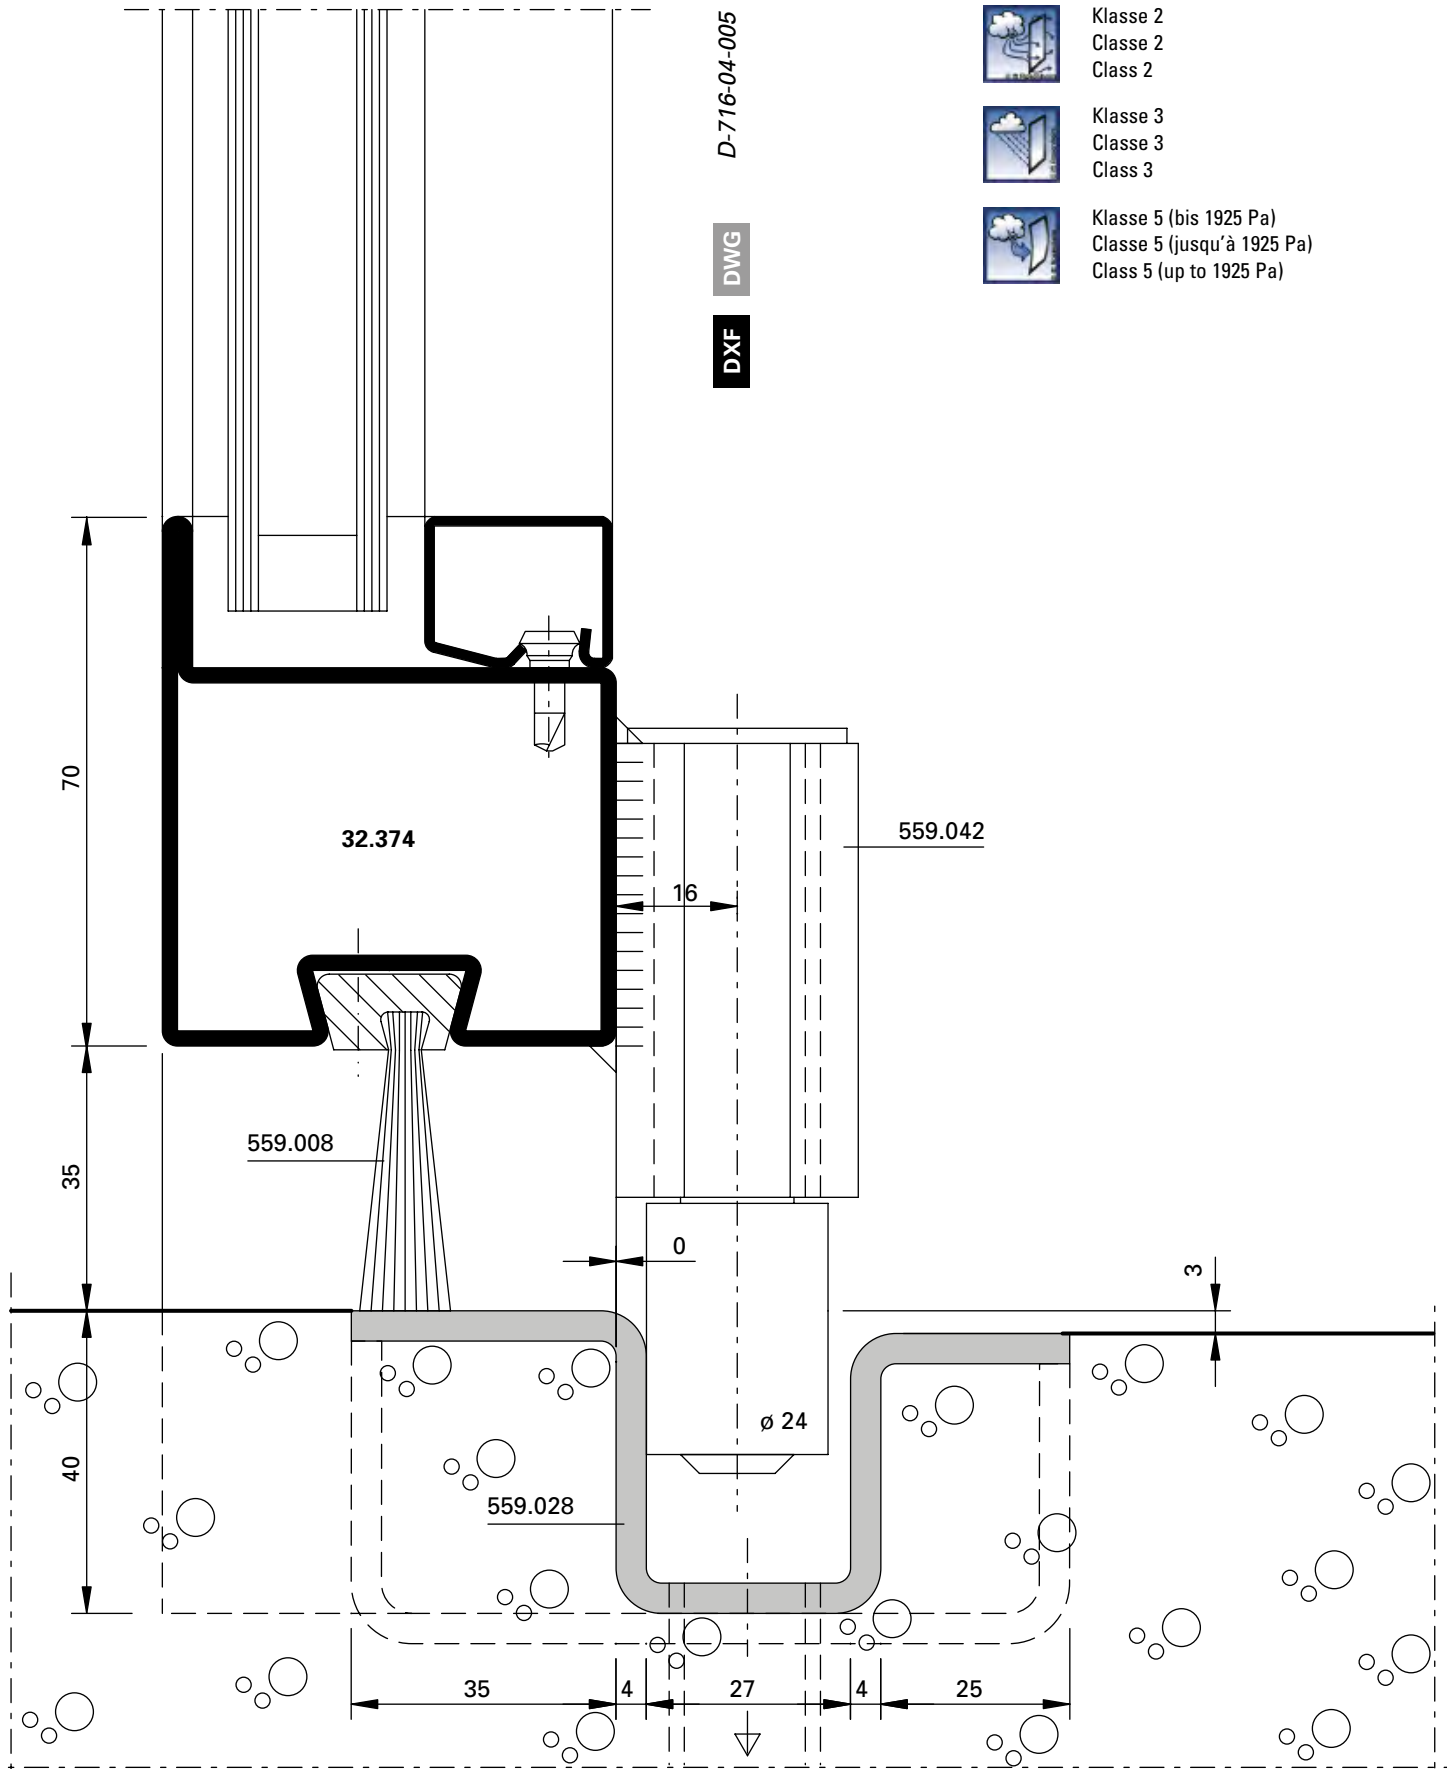 D-716-04-005
DWG
DXF
Klasse 2
Classe 2
Class 2
Klasse 3
Classe 3
Class 3
Klasse 5 (bis 1925 Pa)
Classe 5 (jusqu'à 1925 Pa)
Class 5 (up to 1925 Pa)
70
32.374
559.042
16
559.008
35
0
3
ø 24
40
559.028
35
4
27
4
25